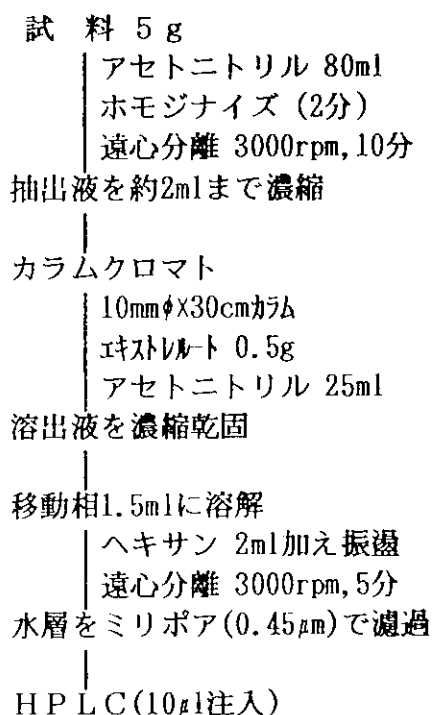 試 料 5g
アセトニトリル 80ml
ホモジナイズ (2分)
遠心分離 3000rpm,10分
抽出液を約2mlまで濃縮
カラムクロマト
10mmφX30cmカラム
エキストレルート 0.5g
アセトニトリル 25ml
溶出液を濃縮乾固
移動相1.5mlに溶解
ヘキサン 2ml加え振盪
遠心分離 3000rpm,5分
水層をミリポア(0.45μm)で濾過
HPLC(10μl注入)